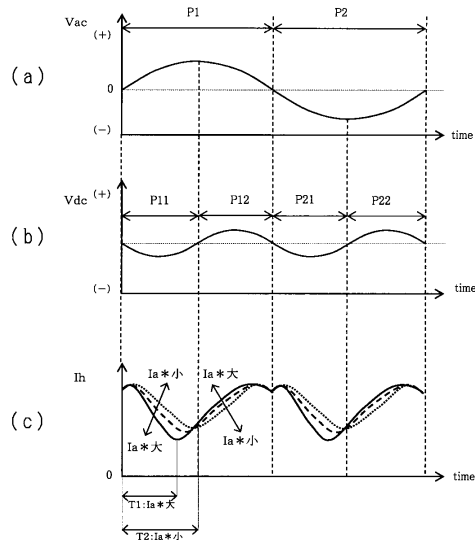 Vac
P1
P2
(+)
(a)
0
(−)
time
Vdc
(+)
P11
P12
P21
P22
(b)
(−)
time
Ih
Ia*小
Ia*大
(c)
Ia*大
Ia*小
0
time
T1:Ia*大
T2:Ia*小